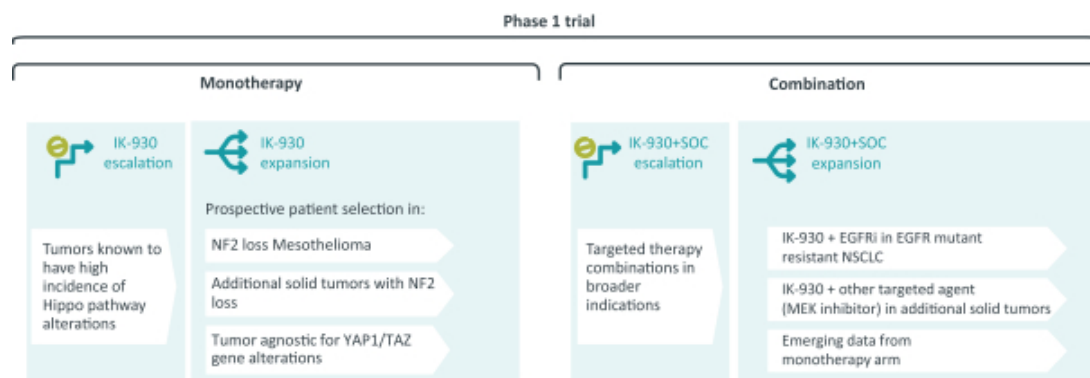 Phase 1 trial
Monotherapy
Combination
IK-930
escalation
IK-930
expansion
IK-930+SOC
escalation
IK-930+SOC
expansion
Prospective patient selection in:
Tumors known to
have high
incidence of
Hippo pathway
alterations
NF2 loss Mesothelioma
Additional solid tumors with NF2
loss
Tumor agnostic for YAP1/TAZ
gene alterations
Targeted therapy
combinations in
broader
indications
IK-930 + EGFRi in EGFR mutant
resistant NSCLC
IK-930 + other targeted agent
(MEK inhibitor) in additional solid tumors
Emerging data from
monotherapy arm